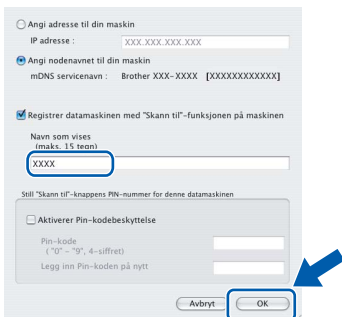 Angi adresse til din maskin
IP adresse :
XXX.XXX.XXX.XXX
Angi nodenavnet til din maskin
mDNS servicenavn : Brother XXX-XXXX [XXXXXXXXXXXX]
Registrer datamaskinen med "Skann til"-funksjonen på maskinen
Navn som vises
(maks. 15 tegn)
XXXX
Still "Skann til"-knappens PIN-nummer for denne datamaskinen
Aktiverer Pin-kodebeskyttelse
Pin-kode
( "0" - "9", 4-siffret)
Legg inn Pin-koden på nytt
Avbryt OK